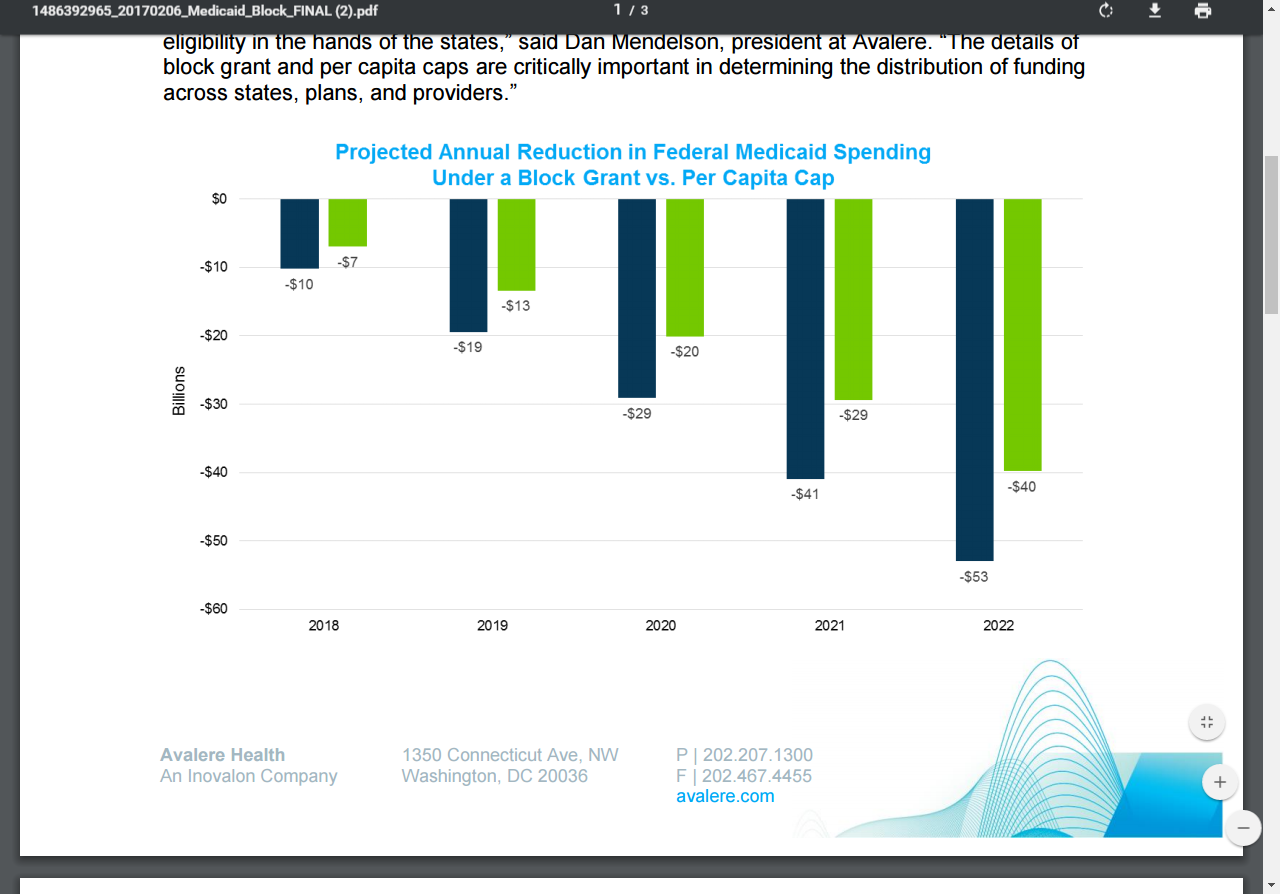 1486392965_20170206_Medicaid_Block_FINAL (2).pdf
1 / 3
eligibility in the hands of the states,” said Dan Mendelson, president at Avalere. “The details of
block grant and per capita caps are critically important in determining the distribution of funding
across states, plans, and providers.”
Projected Annual Reduction in Federal Medicaid Spending
Under a Block Grant vs. Per Capita Cap
$0
-$10
-$20
-$30
-$40
-$50
-$60
Billions
-$10
-$7
-$19
-$13
-$29
-$20
-$41
-$29
-$53
-$40
2018
2019
2020
2021
2022
Avalere Health
An Inovalon Company
1350 Connecticut Ave, NW
Washington, DC 20036
P | 202.207.1300
F | 202.467.4455
avalere.com